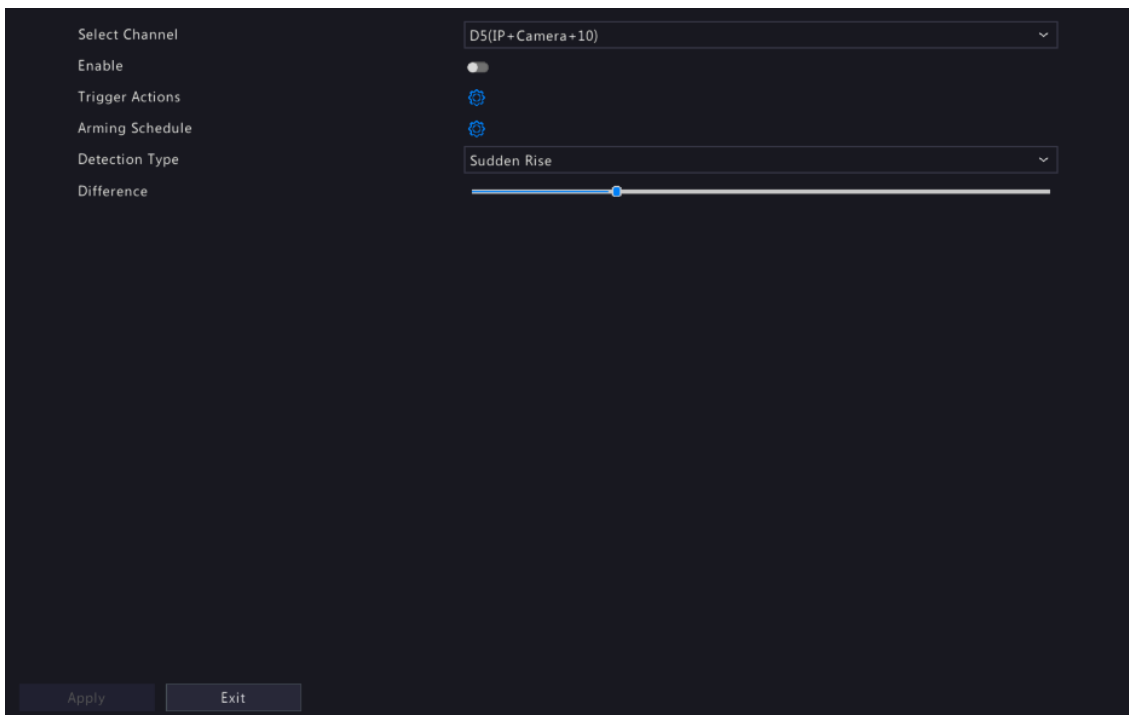 Select Channel D5(IP+Camera+10)
Enable
Trigger Actions
Arming Schedule
Detection Type Sudden Rise
Difference
Apply Exit